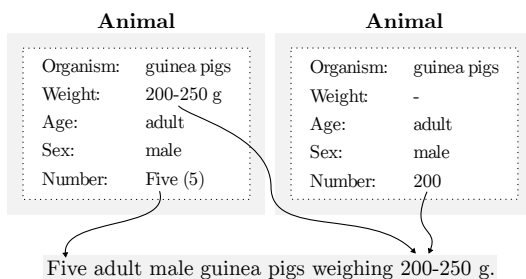 Animal
Organism: guinea pigs
Weight: 200-250 g
Age: adult
Sex: male
Number: Five (5)
Animal
Organism: guinea pigs
Weight: -
Age: adult
Sex: male
Number: 200
Five adult male guinea pigs weighing 200-250 g.